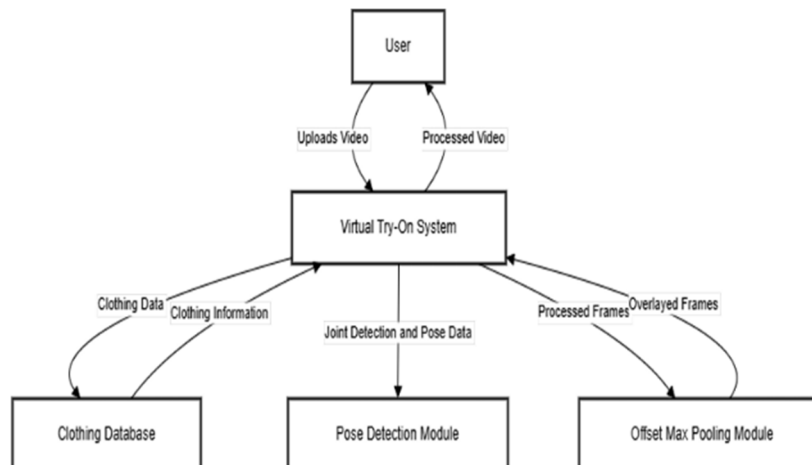 User
Uploads Video
Processed Video
Virtual Try-On System
Clothing Data
Clothing Information
Joint Detection and Pose Data
Processed Frames
Overlayed Frames
Clothing Database
Pose Detection Module
Offset Max Pooling Module